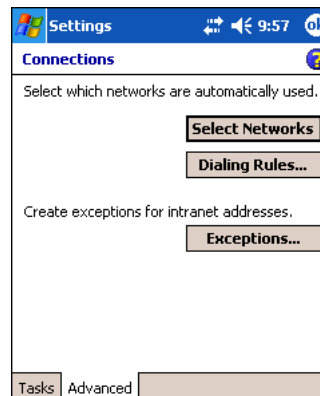 Settings 9:57 ok
Connections ?
Select which networks are automatically used.
Select Networks
Dialing Rules...
Create exceptions for intranet addresses.
Exceptions...
Tasks Advanced